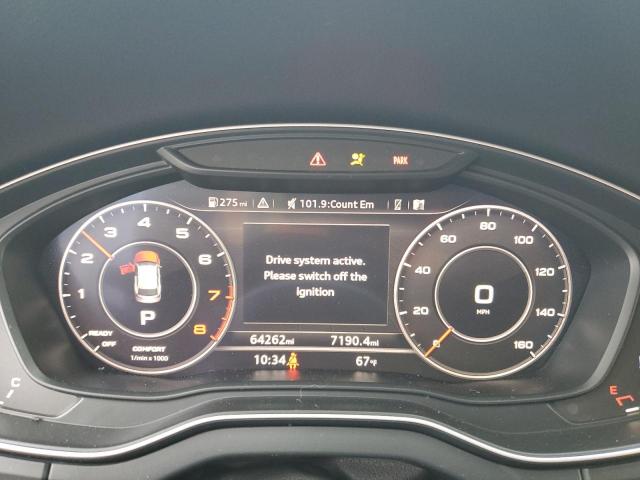 PARK
275 mi 101.9:Count Em
Drive system active.
Please switch off the
ignition
1 2 3 4 5 6 7 8
READY
OFF
P
COMFORT
1/min x 1000
0 20 40 60 80 100 120 140 160
0
MPH
64262mi 7190.4mi
10:34 67°F
C
E